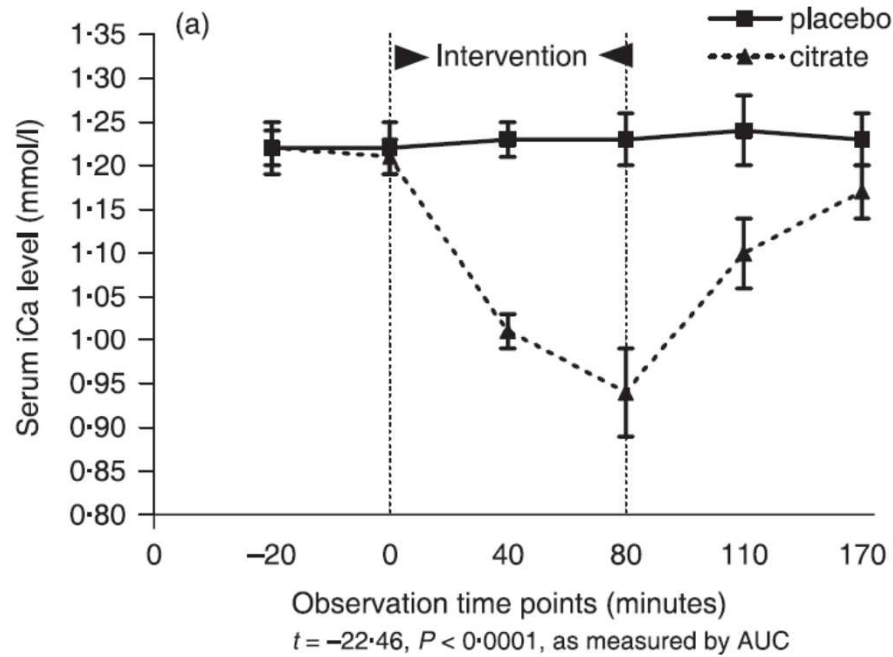 (a)
placebo
citrate
Intervention
Serum iCa level (mmol/l)
1·35
1·30
1·25
1·20
1·15
1·10
1·05
1·00
0·95
0·90
0·85
0·80
0 –20 0 40 80 110 170
Observation time points (minutes)
t = –22·46, P < 0·0001, as measured by AUC